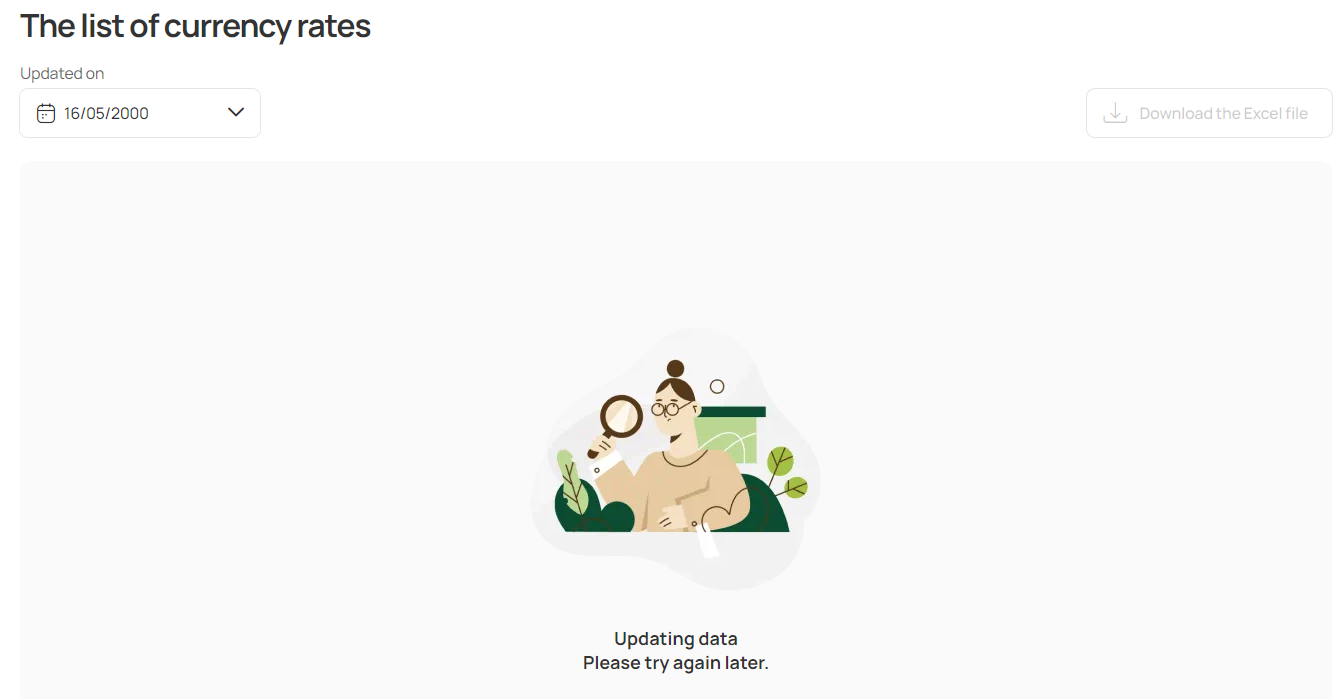 The list of currency rates
Updated on
16/05/2000
Download the Excel file
Updating data
Please try again later.